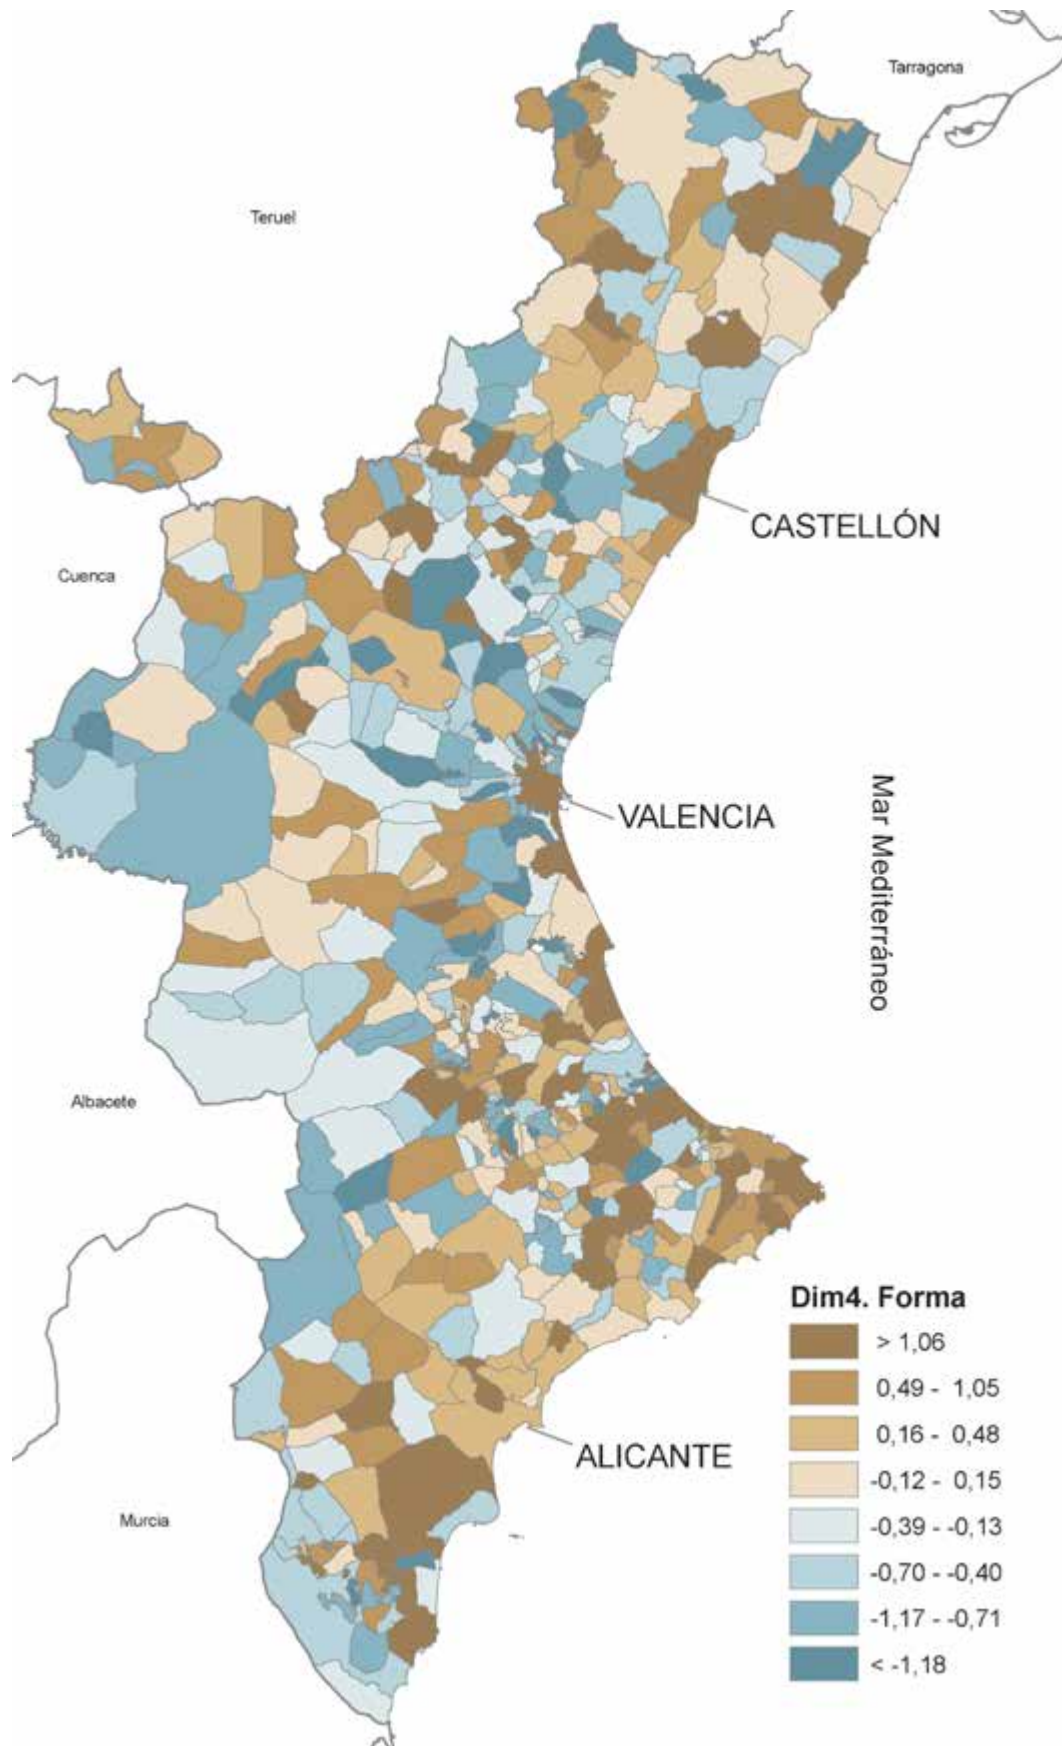 Tarragona
Teruel
CASTELLÓN
Cuenca
VALENCIA
Mar Mediterráneo
Albacete
ALICANTE
Murcia
Dim4. Forma
> 1,06
0,49 - 1,05
0,16 - 0,48
-0,12 - 0,15
-0,39 - -0,13
-0,70 - -0,40
-1,17 - -0,71
< -1,18